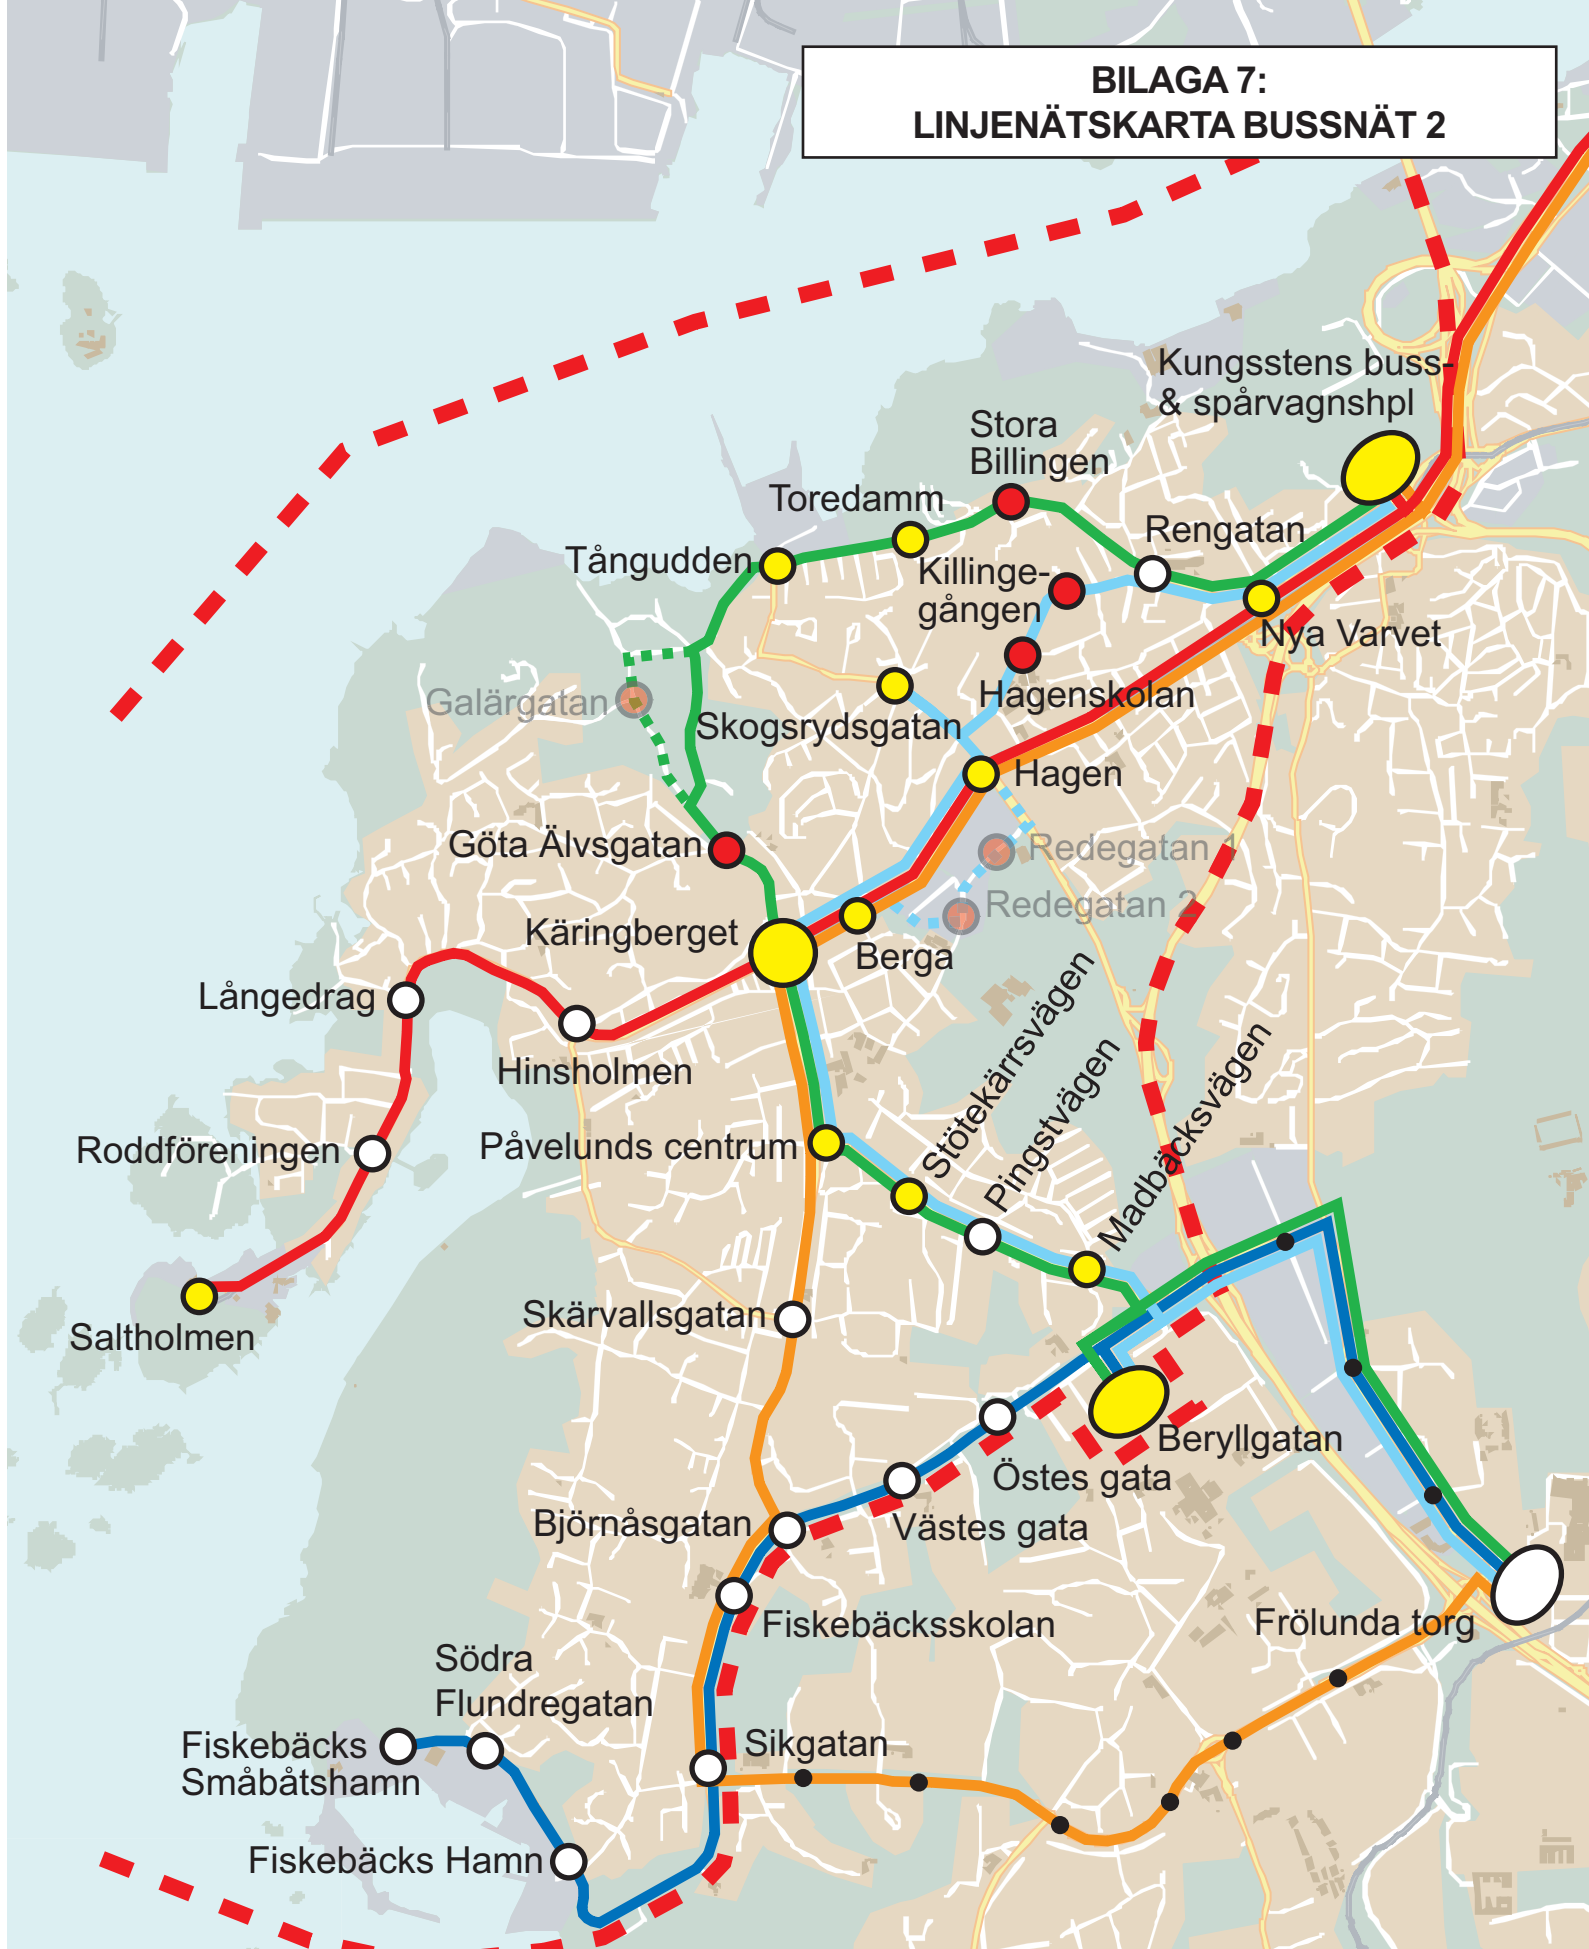 BILAGA 7:
LINJENÄTSKARTA BUSSNÄT 2
Kungsstens buss-
& spårvagnshpl
Stora
Billingen
Toredamm
Rengatan
Tångudden
Killinge-
gången
Nya Varvet
Hagenskolan
Galärgatan
Skogsrydsgatan
Hagen
Göta Älvsgatan
Redegatan 1
Redegatan 2
Käringberget
Berga
Långedrag
Hinsholmen
Stötekärrsvägen
Pingstvägen
Madbäcksvägen
Påvelunds centrum
Roddföreningen
Saltholmen
Skärvallsgatan
Beryllgatan
Östes gata
Västes gata
Björnåsgatan
Fiskebäcksskolan
Frölunda torg
Södra
Flundregatan
Sikgatan
Fiskebäcks
Småbåtshamn
Fiskebäcks Hamn